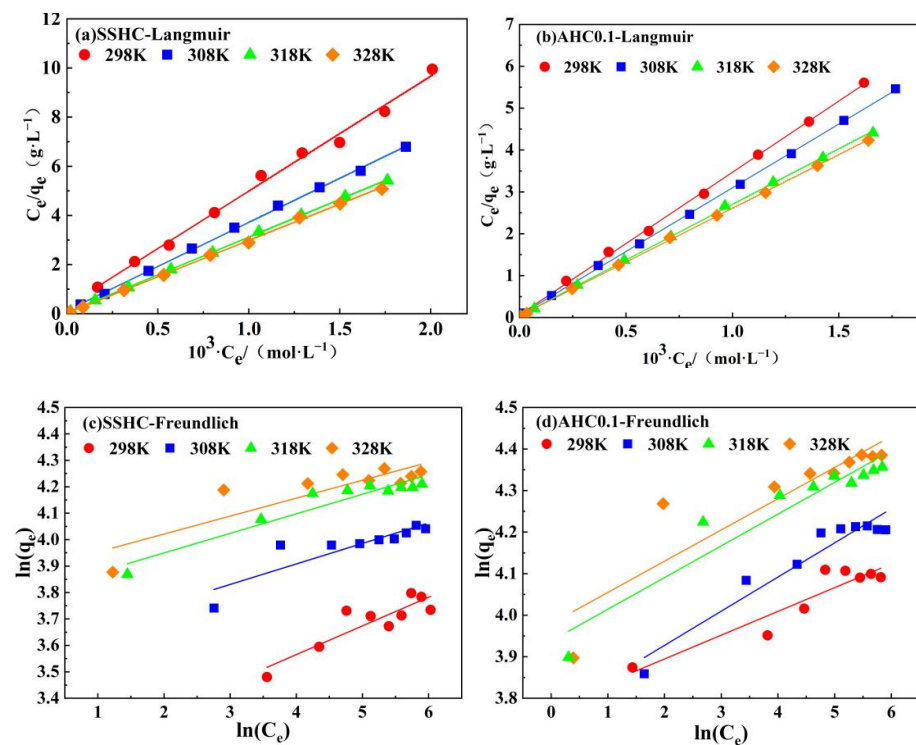 (a)SSHC-Langmuir
298K 308K 318K 328K
12
10
8
6
4
2
0
0.0 0.5 1.0 1.5 2.0
Ce/qe (g·L⁻¹)
10³·Ce/(mol·L⁻¹)
(b)AHC0.1-Langmuir
298K 308K 318K 328K
7
6
5
4
3
2
1
0
0.0 0.5 1.0 1.5
Ce/qe (g·L⁻¹)
10³·Ce/(mol·L⁻¹)
(c)SSHC-Freundlich
298K 308K 318K 328K
4.5
4.4
4.3
4.2
4.1
4.0
3.9
3.8
3.7
3.6
3.5
3.4
1 2 3 4 5 6
ln(qe)
ln(Ce)
(d)AHC0.1-Freundlich
298K 308K 318K 328K
4.5
4.4
4.3
4.2
4.1
4.0
3.9
3.8
0 1 2 3 4 5 6
ln(qe)
ln(Ce)